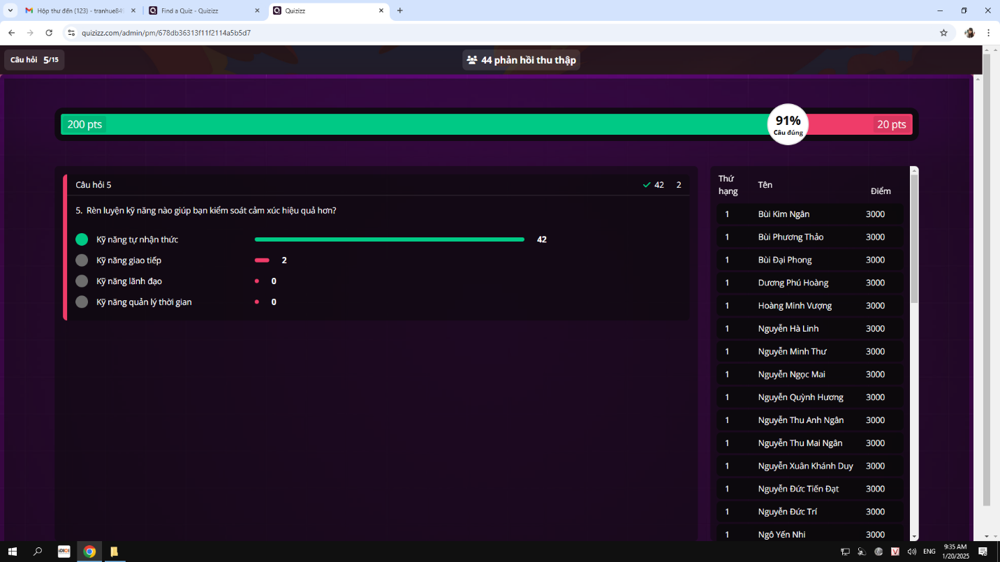 Hộp thư đến (123) - tranhue849
Find a Quiz - Quizizz
Quizizz
quizizz.com/admin/pm/678db36313f11f2114a5b5d7
Câu hỏi 5/15
44 phản hồi thu thập
200 pts
91%
Câu đúng
20 pts
Câu hỏi 5
42 2
5. Rèn luyện kỹ năng nào giúp bạn kiểm soát cảm xúc hiệu quả hơn?
Kỹ năng tự nhận thức 42
Kỹ năng giao tiếp 2
Kỹ năng lãnh đạo 0
Kỹ năng quản lý thời gian 0
Thứ hạng Tên Điểm
1 Bùi Kim Ngân 3000
1 Bùi Phương Thảo 3000
1 Bùi Đại Phong 3000
1 Dương Phú Hoàng 3000
1 Hoàng Minh Vượng 3000
1 Nguyễn Hà Linh 3000
1 Nguyễn Minh Thư 3000
1 Nguyễn Ngọc Mai 3000
1 Nguyễn Quỳnh Hương 3000
1 Nguyễn Thu Anh Ngân 3000
1 Nguyễn Thu Mai Ngân 3000
1 Nguyễn Xuân Khánh Duy 3000
1 Nguyễn Đức Tiến Đạt 3000
1 Nguyễn Đức Trí 3000
1 Ngô Yến Nhi 3000
ENG
9:35 AM
1/20/2025